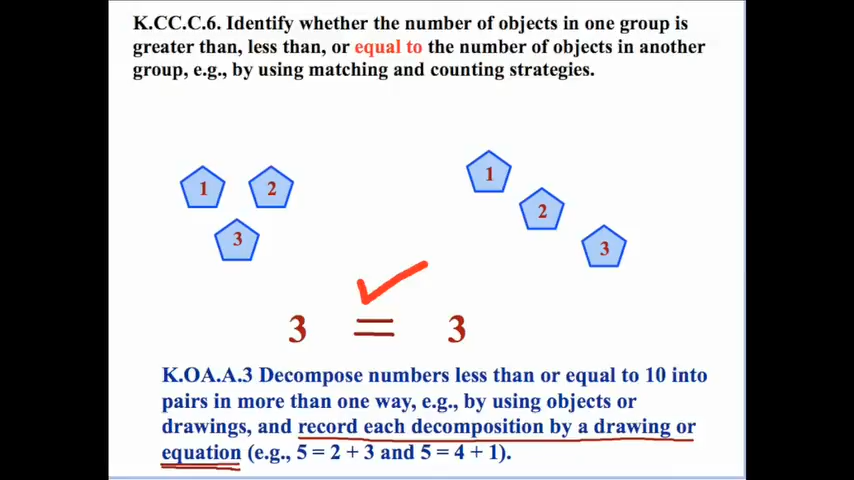 K.CC.C.6. Identify whether the number of objects in one group is
greater than, less than, or equal to the number of objects in another
group, e.g., by using matching and counting strategies.
1 2
3
1
2
3
3 = 3
K.OA.A.3 Decompose numbers less than or equal to 10 into
pairs in more than one way, e.g., by using objects or
drawings, and record each decomposition by a drawing or
equation (e.g., 5 = 2 + 3 and 5 = 4 + 1).